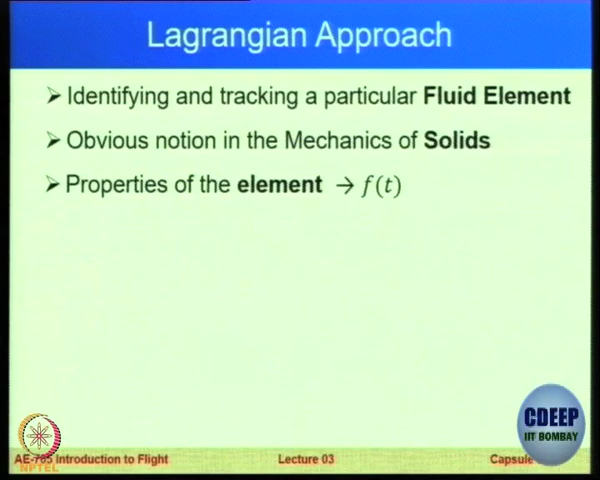 Lagrangian Approach
➢ Identifying and tracking a particular Fluid Element
➢ Obvious notion in the Mechanics of Solids
➢ Properties of the element → f(t)
CDEEP
IIT BOMBAY
NPTEL
AE-705 Introduction to Flight Lecture 03 Capsule